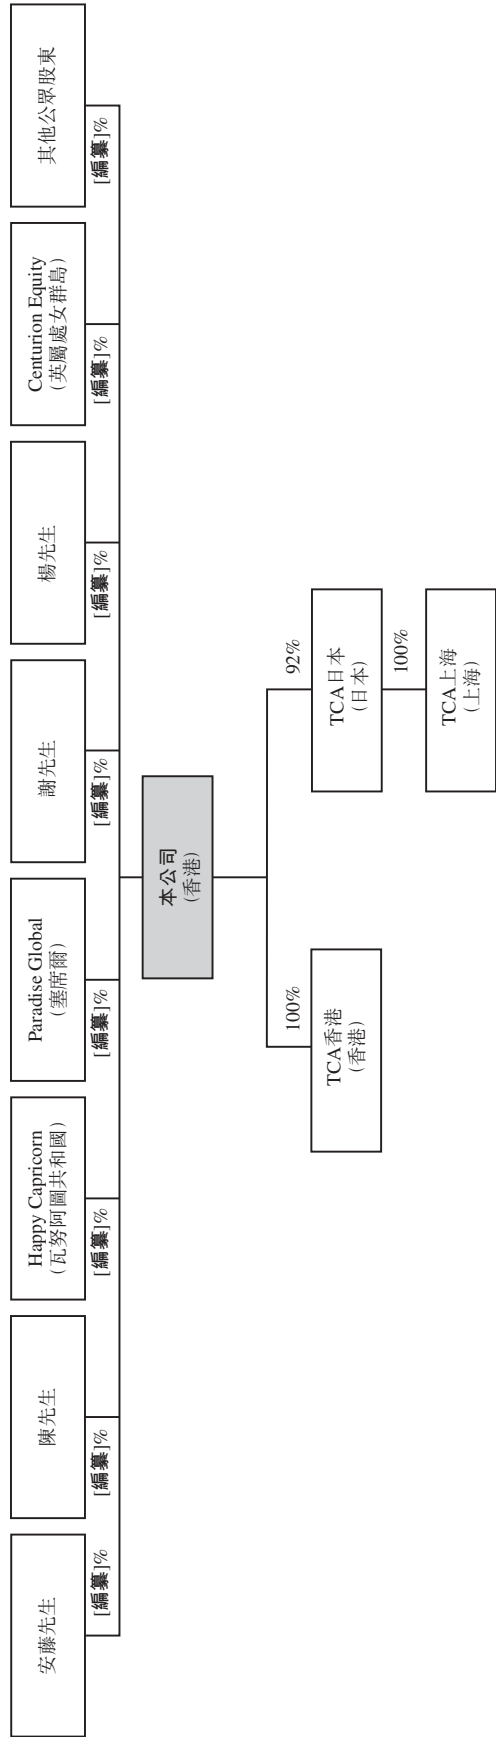 安藤先生
陳先生
Happy Capricorn
(瓦努阿圖共和國)
Paradise Global
(塞席爾)
謝先生
楊先生
Centurion Equity
(英屬處女群島)
其他公眾股東
[編纂]%
[編纂]%
[編纂]%
[編纂]%
[編纂]%
[編纂]%
[編纂]%
[編纂]%
本公司
(香港)
100%
92%
TCA香港
(香港)
TCA日本
(日本)
100%
TCA上海
(上海)